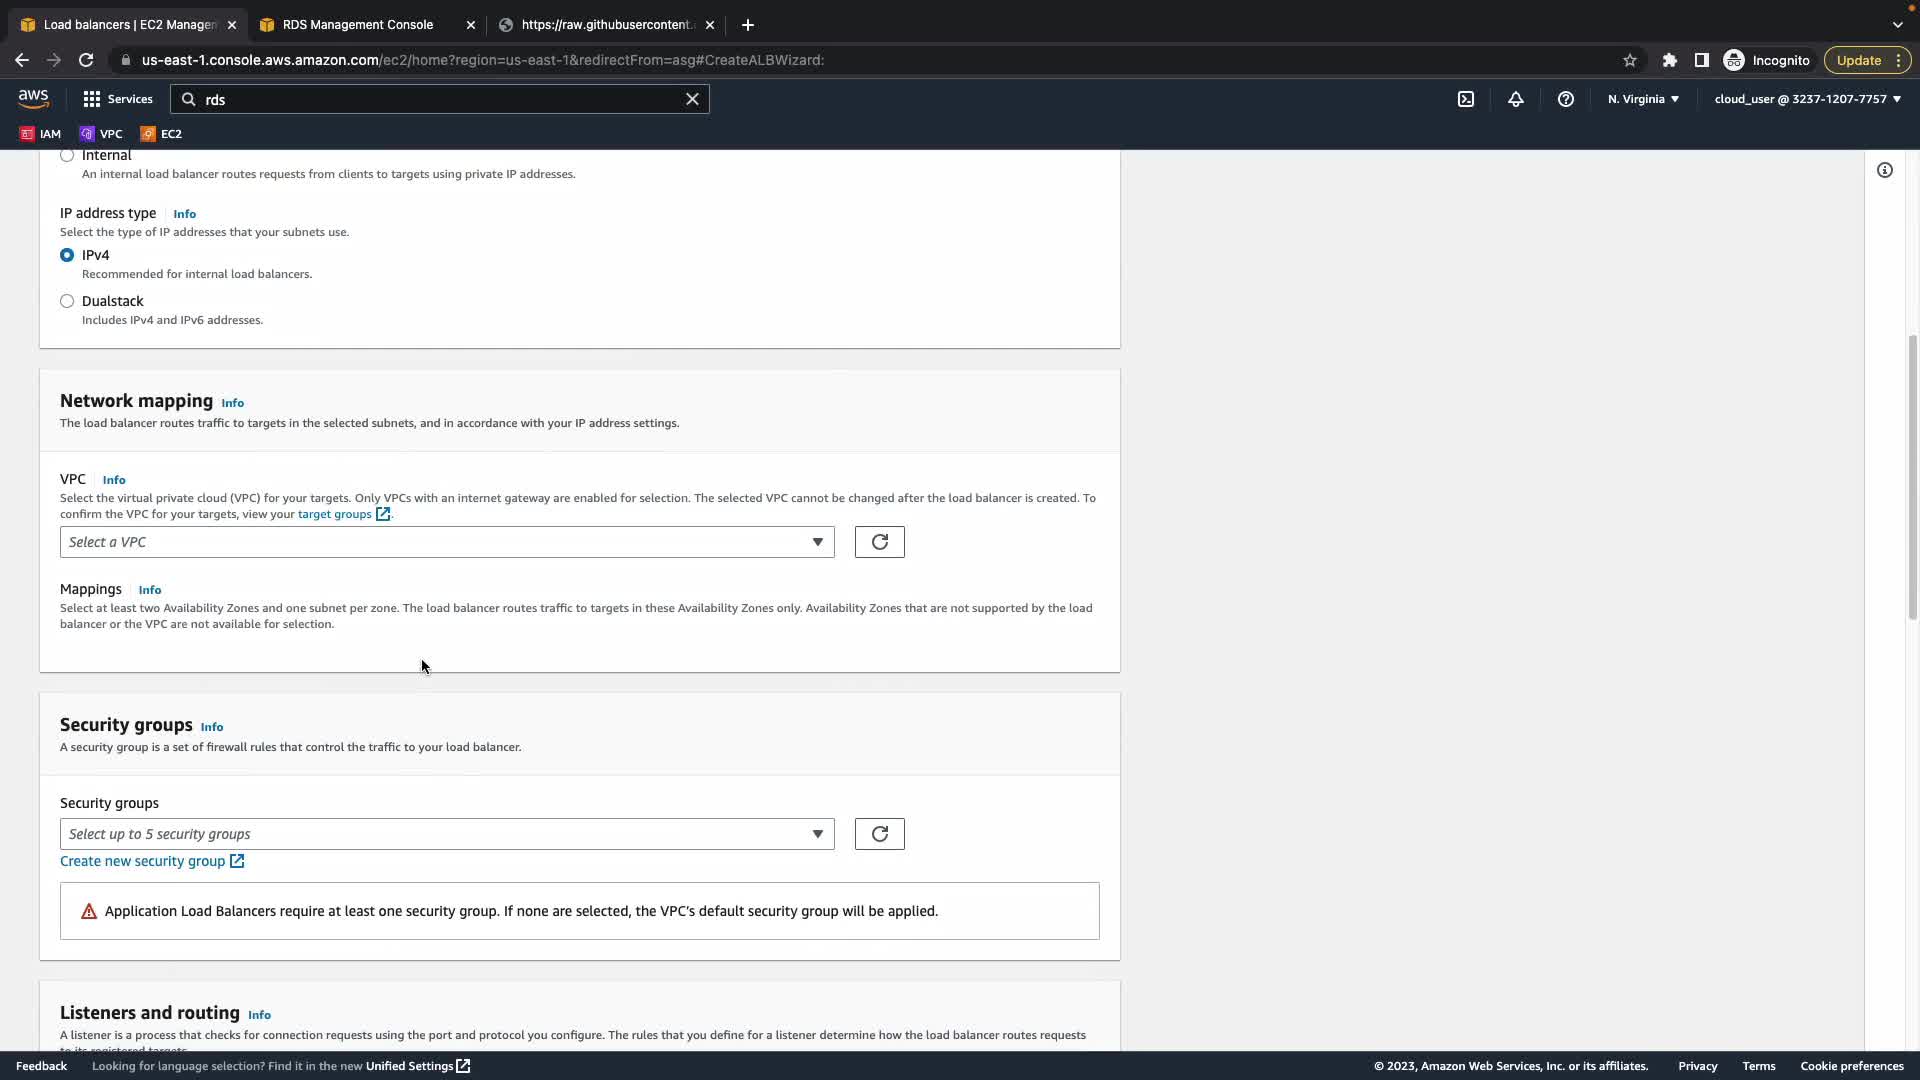 Load balancers | EC2 Manager
RDS Management Console
https://raw.githubusercontent.
us-east-1.console.aws.amazon.com/ec2/home?region=us-east-1&redirectFrom=asg#CreateALBWizard:
Incognito
Update
aws
Services
rds
N. Virginia
cloud_user @ 3237-1207-7757
IAM
VPC
EC2
Internal
An internal load balancer routes requests from clients to targets using private IP addresses.
IP address type Info
Select the type of IP addresses that your subnets use.
IPv4
Recommended for internal load balancers.
Dualstack
Includes IPv4 and IPv6 addresses.
Network mapping Info
The load balancer routes traffic to targets in the selected subnets, and in accordance with your IP address settings.
VPC Info
Select the virtual private cloud (VPC) for your targets. Only VPCs with an internet gateway are enabled for selection. The selected VPC cannot be changed after the load balancer is created. To
confirm the VPC for your targets, view your target groups.
Select a VPC
Mappings Info
Select at least two Availability Zones and one subnet per zone. The load balancer routes traffic to targets in these Availability Zones only. Availability Zones that are not supported by the load
balancer or the VPC are not available for selection.
Security groups Info
A security group is a set of firewall rules that control the traffic to your load balancer.
Security groups
Select up to 5 security groups
Create new security group
Application Load Balancers require at least one security group. If none are selected, the VPC's default security group will be applied.
Listeners and routing Info
A listener is a process that checks for connection requests using the port and protocol you configure. The rules that you define for a listener determine how the load balancer routes requests
to its registered targets.
Feedback
Looking for language selection? Find it in the new Unified Settings
© 2023, Amazon Web Services, Inc. or its affiliates.
Privacy
Terms
Cookie preferences